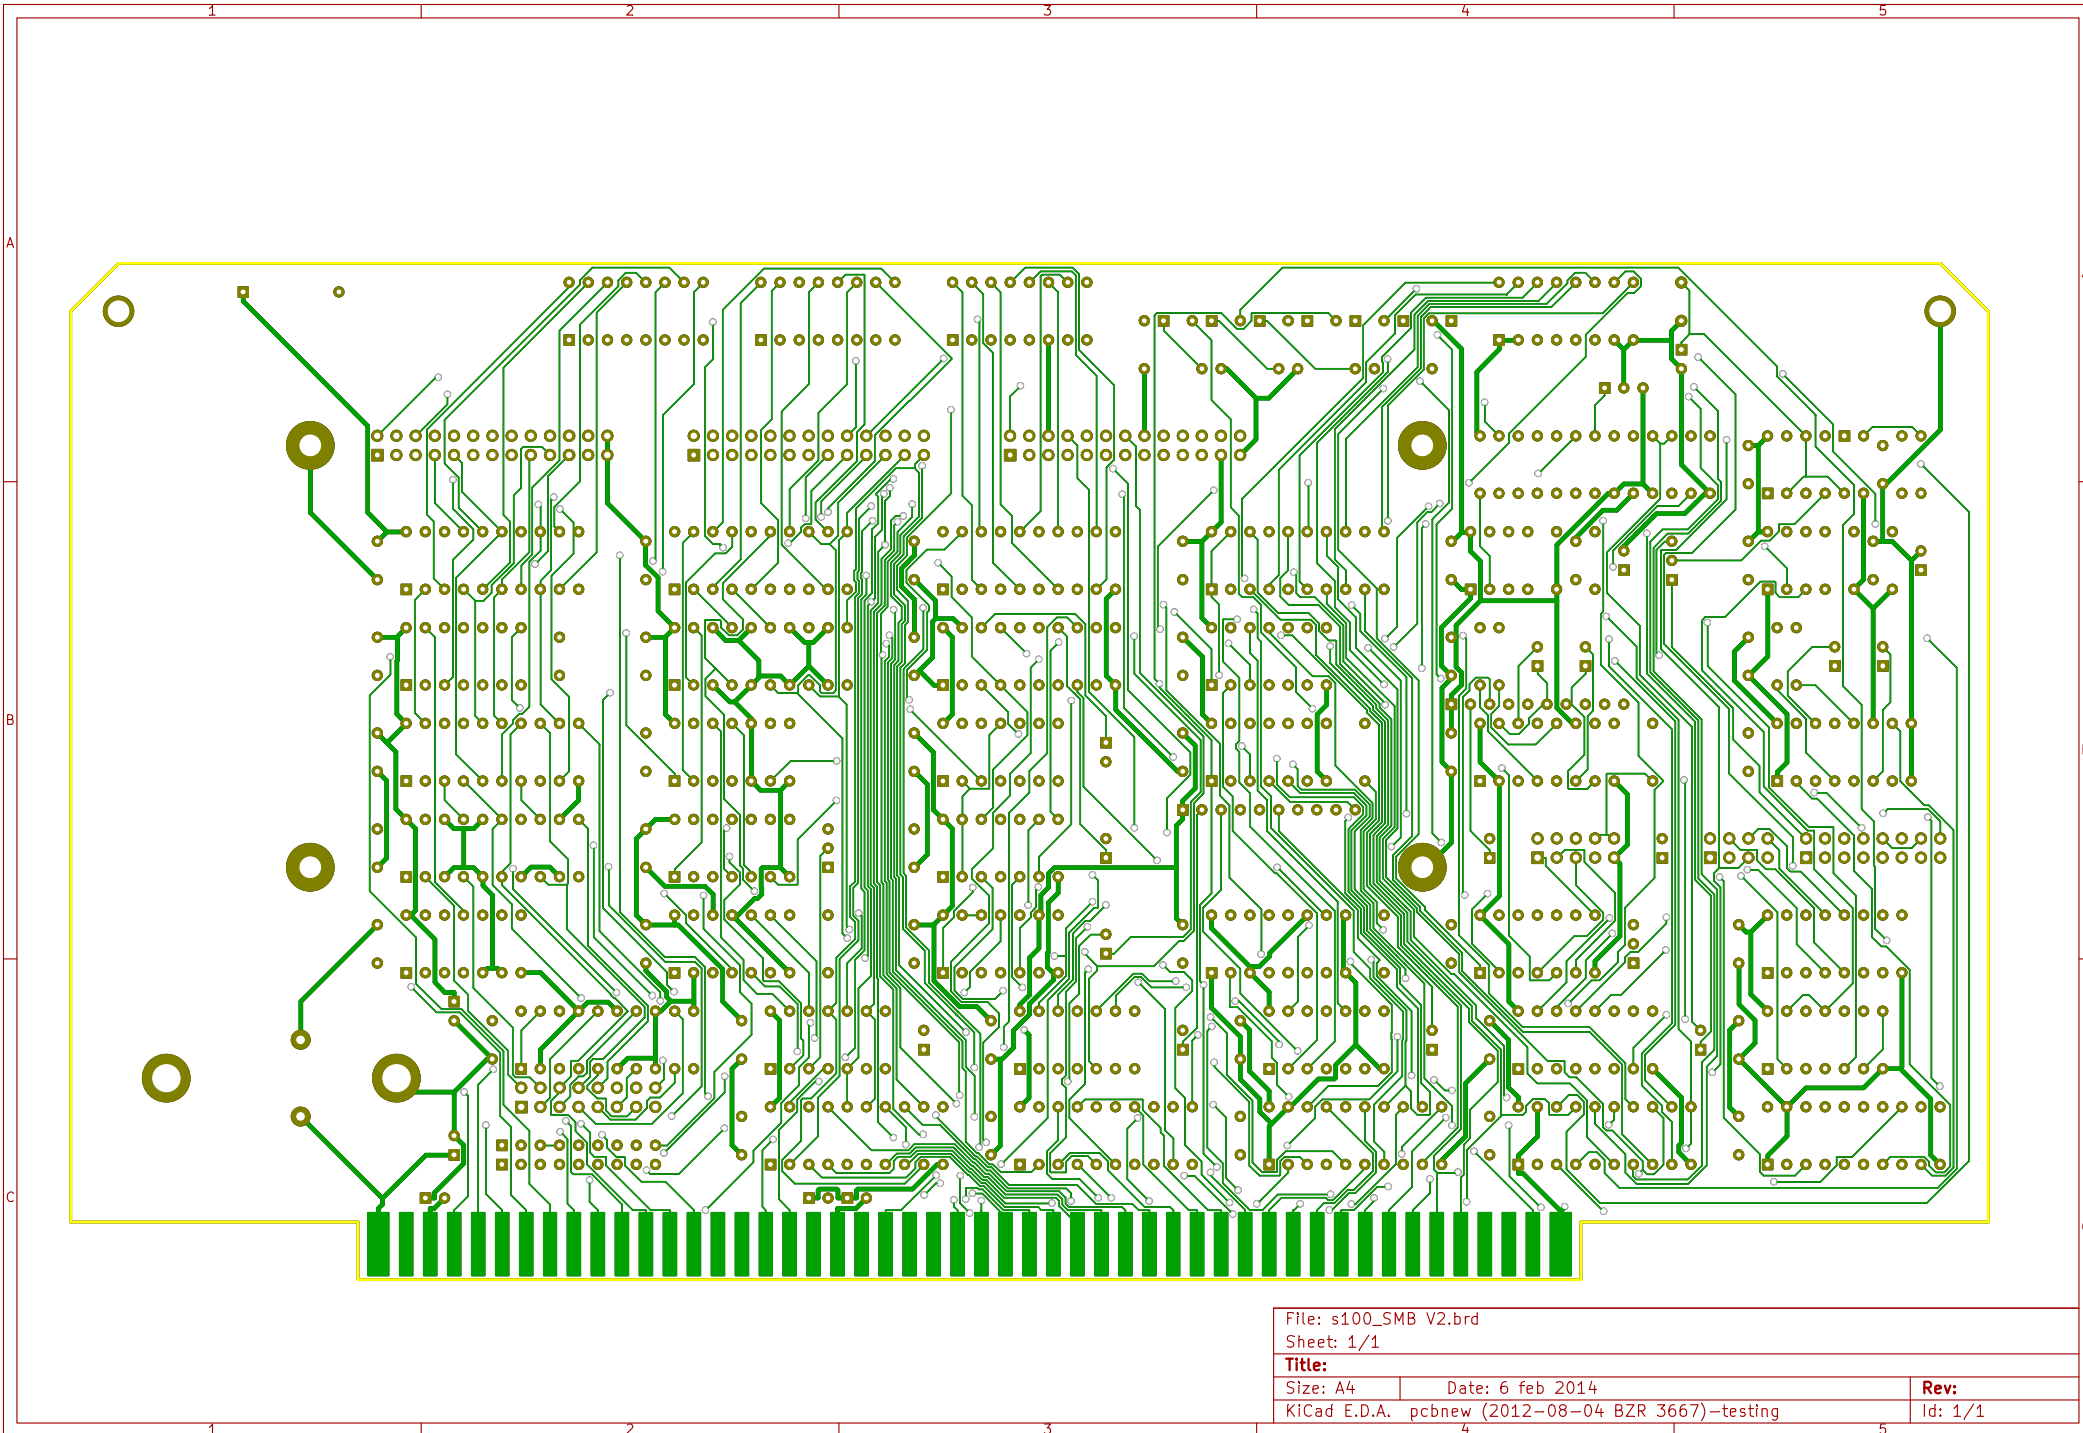 1 2 3 4 5
A
B
C
File: s100_SMB V2.brd
Sheet: 1/1
Title:
Size: A4 Date: 6 feb 2014 Rev:
KiCad E.D.A. pcbnew (2012-08-04 BZR 3667)-testing Id: 1/1
1 2 3 4 5